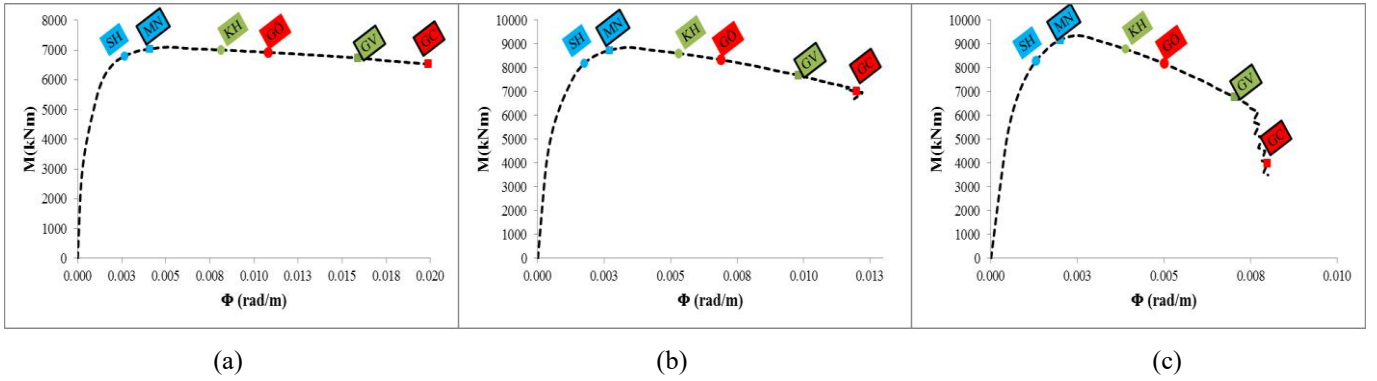 8000
7000
6000
5000
4000
3000
2000
1000
0
M(kNm)
SH
MN
KH
GÖ
GV
GC
0.000 0.003 0.005 0.008 0.010 0.013 0.015 0.018 0.020
Φ (rad/m)
(a)
10000
9000
8000
7000
6000
5000
4000
3000
2000
1000
0
M(kNm)
SH
MN
KH
GÖ
GV
GC
0.000 0.003 0.005 0.008 0.010 0.013
Φ (rad/m)
(b)
10000
9000
8000
7000
6000
5000
4000
3000
2000
1000
0
M(kNm)
SH
MN
KH
GÖ
GV
GC
0.000 0.003 0.005 0.008 0.010
Φ (rad/m)
(c)